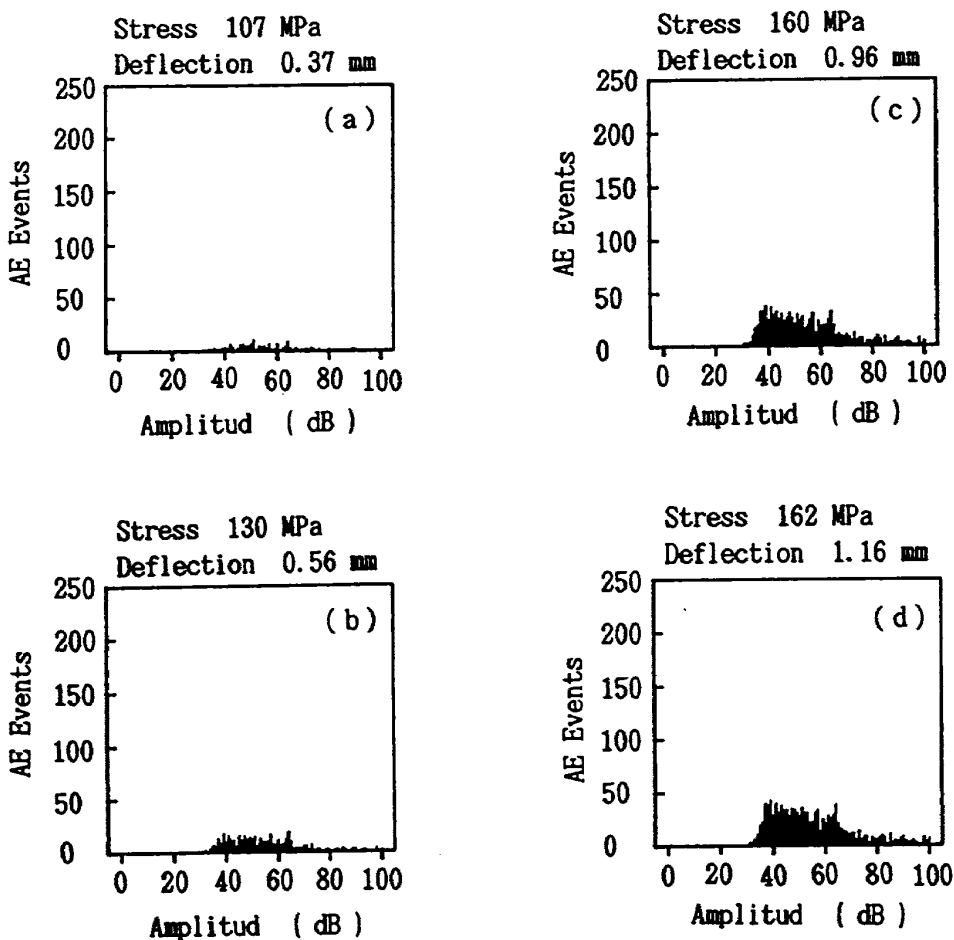 Stress 107 MPa
Deflection 0.37 mm
(a)
250
200
150
100
50
0
AE Events
0 20 40 60 80 100
Amplitud (dB)
Stress 130 MPa
Deflection 0.56 mm
(b)
250
200
150
100
50
0
AE Events
0 20 40 60 80 100
Amplitud (dB)
Stress 160 MPa
Deflection 0.96 mm
(c)
250
200
150
100
50
0
AE Events
0 20 40 60 80 100
Amplitud (dB)
Stress 162 MPa
Deflection 1.16 mm
(d)
250
200
150
100
50
0
AE Events
0 20 40 60 80 100
Amplitud (dB)